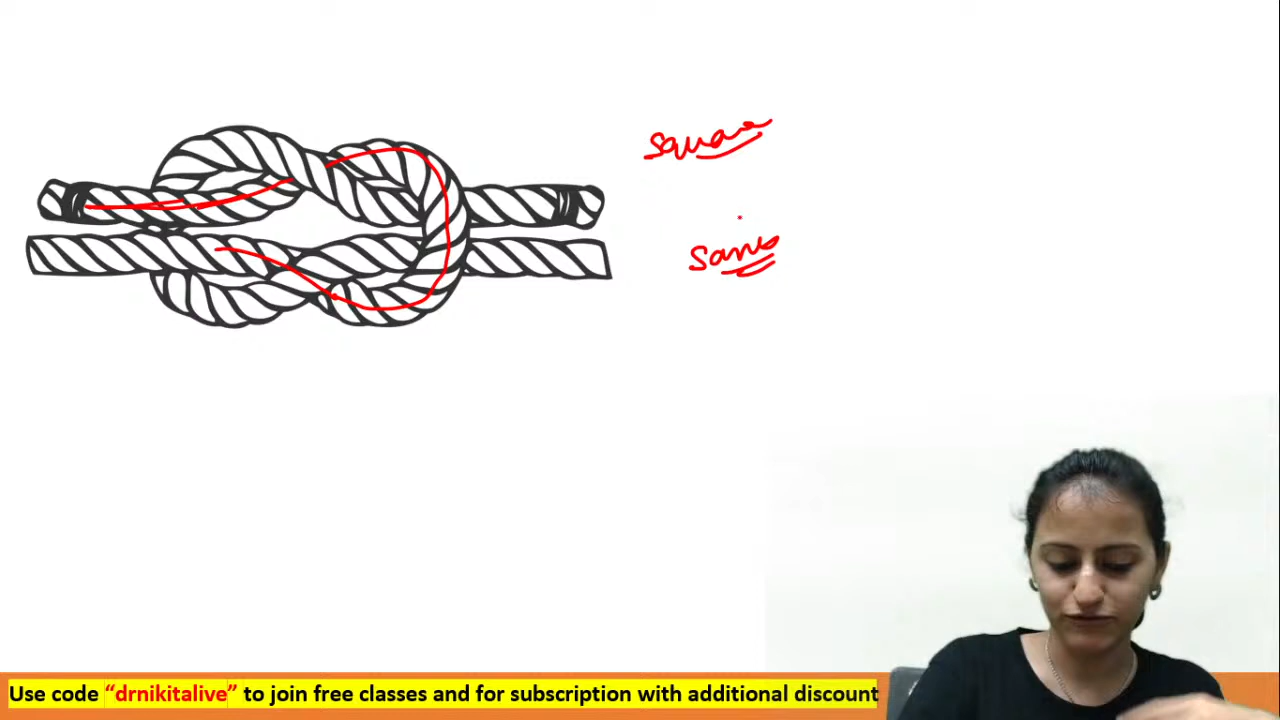 square
same
Use code “drnikitalive” to join free classes and for subscription with additional discount